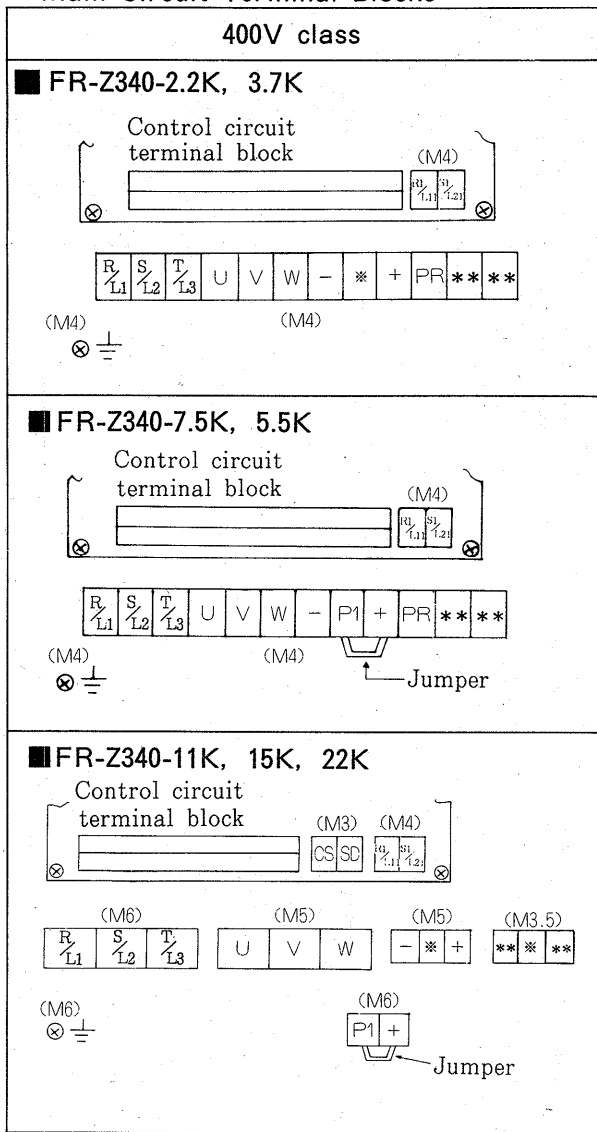 Main Circuit Terminal Blocks
400V class
■ FR-Z340-2.2K, 3.7K
Control circuit
terminal block
(M4)
R1/L11 S1/L21
R/L1 S/L2 T/L3 U V W − ※ + PR ** **
(M4)
(M4)
■ FR-Z340-7.5K, 5.5K
Control circuit
terminal block
(M4)
R1/L11 S1/L21
R/L1 S/L2 T/L3 U V W − P1 + PR ** **
(M4)
(M4)
Jumper
■ FR-Z340-11K, 15K, 22K
Control circuit
terminal block
(M3) (M4)
CS SD R1/L11 S1/L21
(M6) (M5) (M5) (M3.5)
R/L1 S/L2 T/L3 U V W − ※ + ** ※ **
(M6)
(M6)
P1 +
Jumper